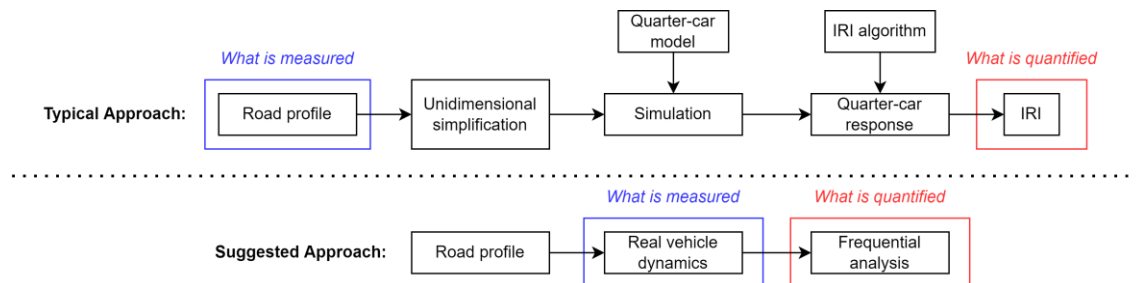 Quarter-car
model
IRI algorithm
What is measured
What is quantified
Typical Approach:
Road profile
Unidimensional
simplification
Simulation
Quarter-car
response
IRI
What is measured
What is quantified
Suggested Approach:
Road profile
Real vehicle
dynamics
Frequential
analysis